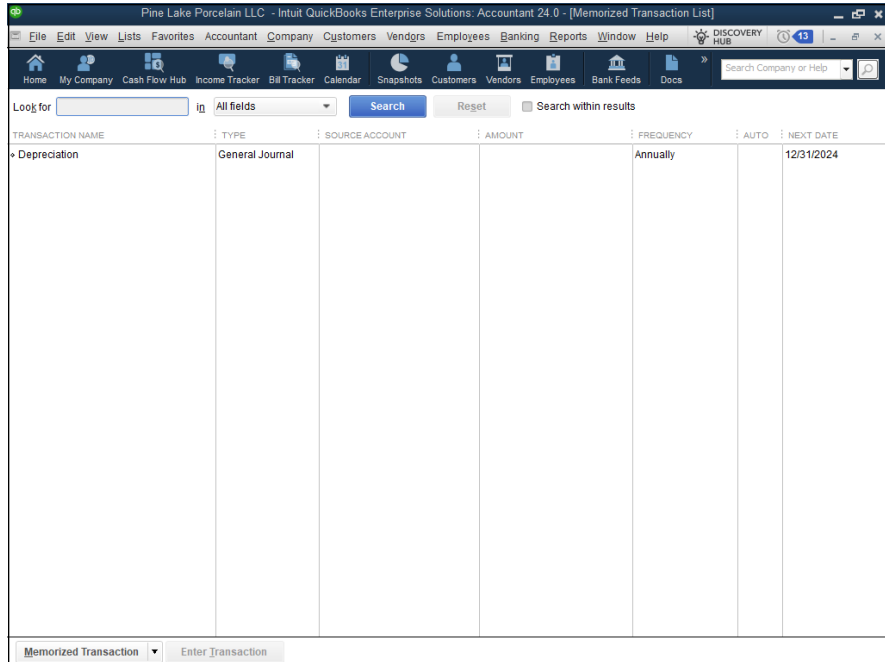 qb Pine Lake Porcelain LLC - Intuit QuickBooks Enterprise Solutions: Accountant 24.0 - [Memorized Transaction List]
File Edit View Lists Favorites Accountant Company Customers Vendors Employees Banking Reports Window Help DISCOVERY HUB 13
Home My Company Cash Flow Hub Income Tracker Bill Tracker Calendar Snapshots Customers Vendors Employees Bank Feeds Docs » Search Company or Help
Look for in All fields Search Reset Search within results
TRANSACTION NAME TYPE SOURCE ACCOUNT AMOUNT FREQUENCY AUTO NEXT DATE
Depreciation General Journal Annually 12/31/2024
Memorized Transaction Enter Transaction